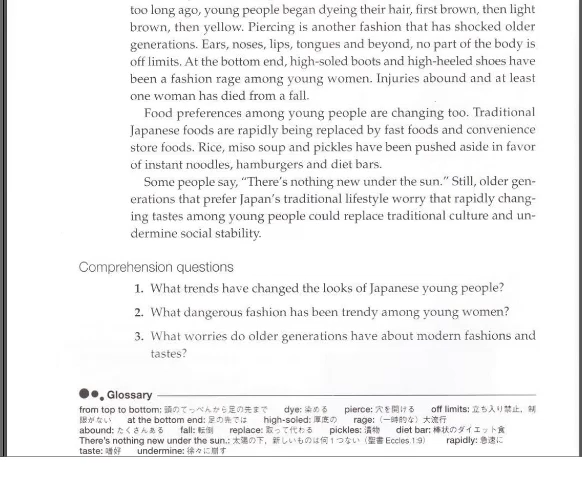 too long ago, young people began dyeing their hair, first brown, then light
brown, then yellow. Piercing is another fashion that has shocked older
generations. Ears, noses, lips, tongues and beyond, no part of the body is
off limits. At the bottom end, high-soled boots and high-heeled shoes have
been a fashion rage among young women. Injuries abound and at least
one woman has died from a fall.
Food preferences among young people are changing too. Traditional
Japanese foods are rapidly being replaced by fast foods and convenience
store foods. Rice, miso soup and pickles have been pushed aside in favor
of instant noodles, hamburgers and diet bars.
Some people say, “There’s nothing new under the sun.” Still, older gen-
erations that prefer Japan’s traditional lifestyle worry that rapidly chang-
ing tastes among young people could replace traditional culture and un-
dermine social stability.
Comprehension questions
1. What trends have changed the looks of Japanese young people?
2. What dangerous fashion has been trendy among young women?
3. What worries do older generations have about modern fashions and
tastes?
Glossary
from top to bottom: 頭のてっぺんから足の先まで dye: 染める pierce: 穴を開ける off limits: 立ち入り禁止, 制
限がない at the bottom end: 足の先では high-soled: 厚底の rage: (一時的な) 大流行
abound: たくさんある fall: 転倒 replace: 取って代わる pickles: 漬物 diet bar: 棒状のダイエット食
There’s nothing new under the sun.: 太陽の下, 新しいものは何1つない (聖書 Eccles.1:9) rapidly: 急速に
taste: 嗜好 undermine: 徐々に崩す